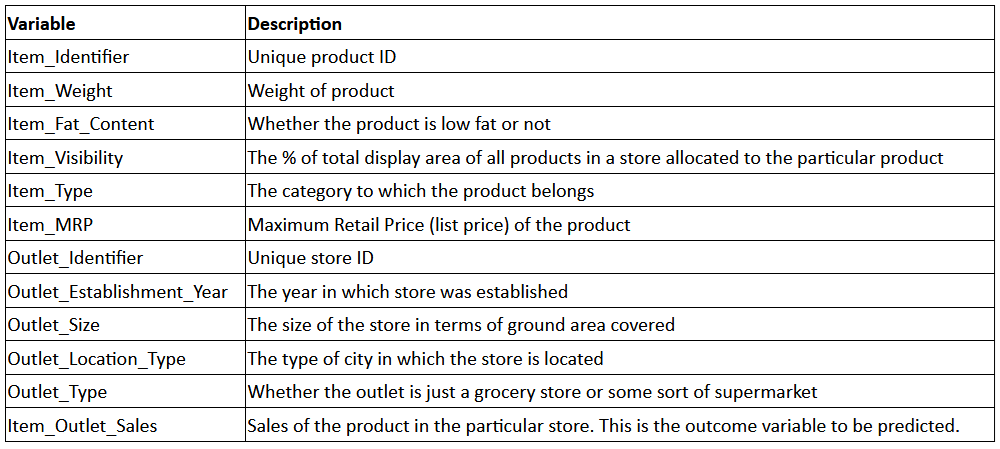 Variable Description
Item_Identifier Unique product ID
Item_Weight Weight of product
Item_Fat_Content Whether the product is low fat or not
Item_Visibility The % of total display area of all products in a store allocated to the particular product
Item_Type The category to which the product belongs
Item_MRP Maximum Retail Price (list price) of the product
Outlet_Identifier Unique store ID
Outlet_Establishment_Year The year in which store was established
Outlet_Size The size of the store in terms of ground area covered
Outlet_Location_Type The type of city in which the store is located
Outlet_Type Whether the outlet is just a grocery store or some sort of supermarket
Item_Outlet_Sales Sales of the product in the particular store. This is the outcome variable to be predicted.